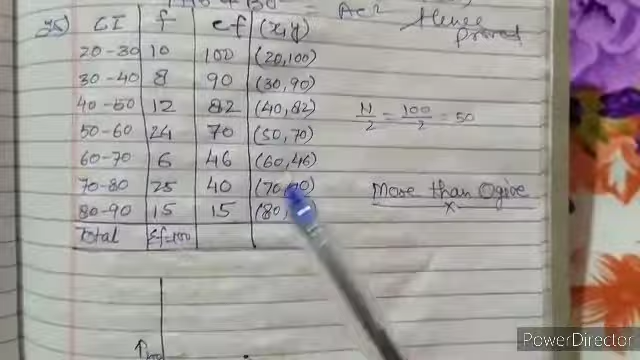 = AC² Hence
proved
35) CI f cf (x,y)
20-30 10 100 (20,100)
30-40 8 90 (30,90)
40-50 12 82 (40,82)
N/2 = 100/2 = 50
50-60 24 70 (50,70)
60-70 6 46 (60,46)
70-80 25 40 (70,40)
More than Ogive
80-90 15 15 (80,
Total Σf=100
PowerDirector